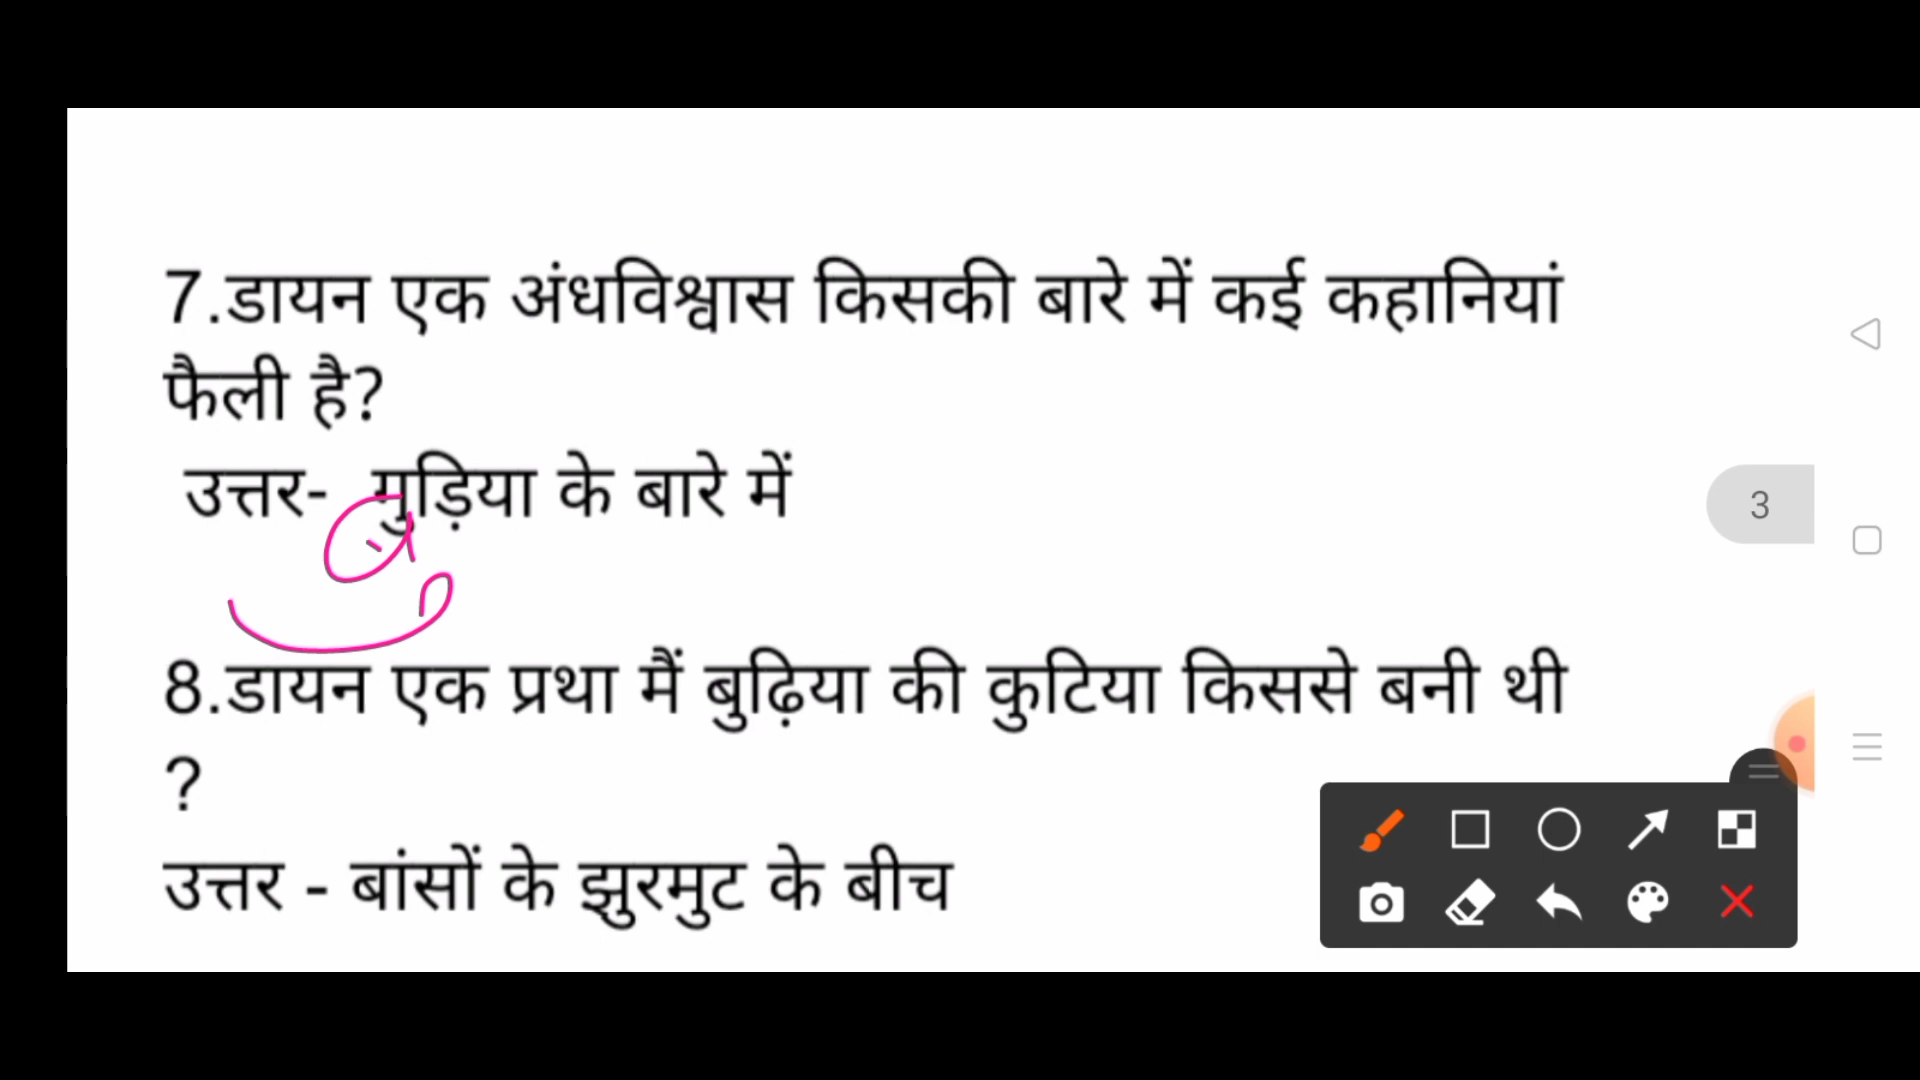 7.डायन एक अंधविश्वास किसकी बारे में कई कहानियां
फैली है?
उत्तर- मुड़िया के बारे में
3
8.डायन एक प्रथा मैं बुढ़िया की कुटिया किससे बनी थी
?
उत्तर - बांसों के झुरमुट के बीच